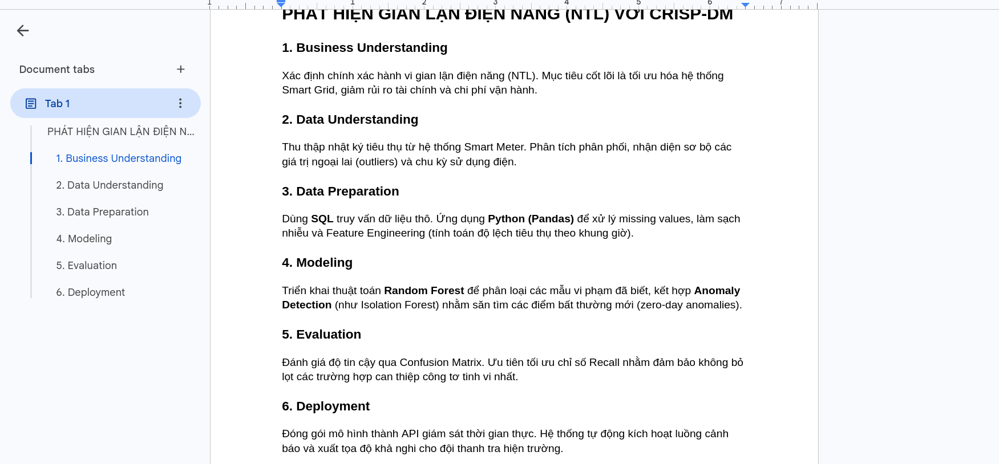 1 1 2 3 4 5 6 7
PHÁT HIỆN GIAN LẬN ĐIỆN NĂNG (NTL) VỚI CRISP-DM
Document tabs
Tab 1
PHÁT HIỆN GIAN LẬN ĐIỆN N...
1. Business Understanding
2. Data Understanding
3. Data Preparation
4. Modeling
5. Evaluation
6. Deployment
1. Business Understanding
Xác định chính xác hành vi gian lận điện năng (NTL). Mục tiêu cốt lõi là tối ưu hóa hệ thống
Smart Grid, giảm rủi ro tài chính và chi phí vận hành.
2. Data Understanding
Thu thập nhật ký tiêu thụ từ hệ thống Smart Meter. Phân tích phân phối, nhận diện sơ bộ các
giá trị ngoại lai (outliers) và chu kỳ sử dụng điện.
3. Data Preparation
Dùng SQL truy vấn dữ liệu thô. Ứng dụng Python (Pandas) để xử lý missing values, làm sạch
nhiễu và Feature Engineering (tính toán độ lệch tiêu thụ theo khung giờ).
4. Modeling
Triển khai thuật toán Random Forest để phân loại các mẫu vi phạm đã biết, kết hợp Anomaly
Detection (như Isolation Forest) nhằm săn tìm các điểm bất thường mới (zero-day anomalies).
5. Evaluation
Đánh giá độ tin cậy qua Confusion Matrix. Ưu tiên tối ưu chỉ số Recall nhằm đảm bảo không bỏ
lọt các trường hợp can thiệp công tơ tinh vi nhất.
6. Deployment
Đóng gói mô hình thành API giám sát thời gian thực. Hệ thống tự động kích hoạt luồng cảnh
báo và xuất tọa độ khả nghi cho đội thanh tra hiện trường.